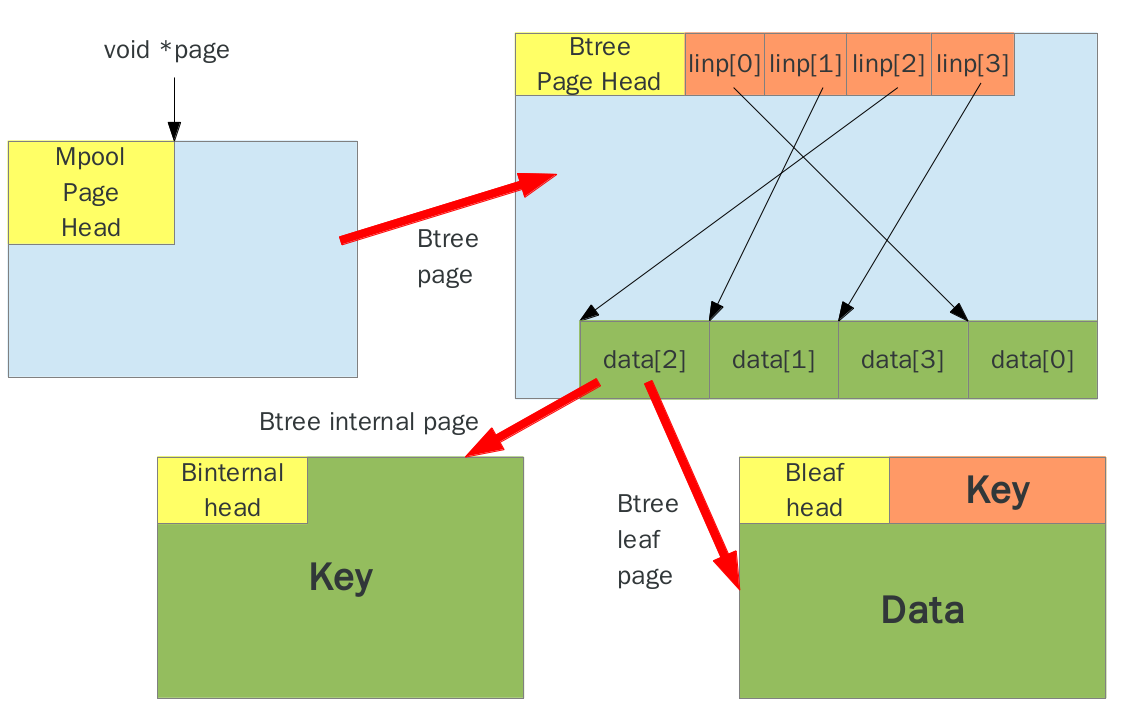 void *page
Mpool
Page
Head
Btree
page
Btree
Page Head
linp[0]
linp[1]
linp[2]
linp[3]
data[2]
data[1]
data[3]
data[0]
Btree internal page
Binternal
head
Key
Btree
leaf
page
Bleaf
head
Key
Data